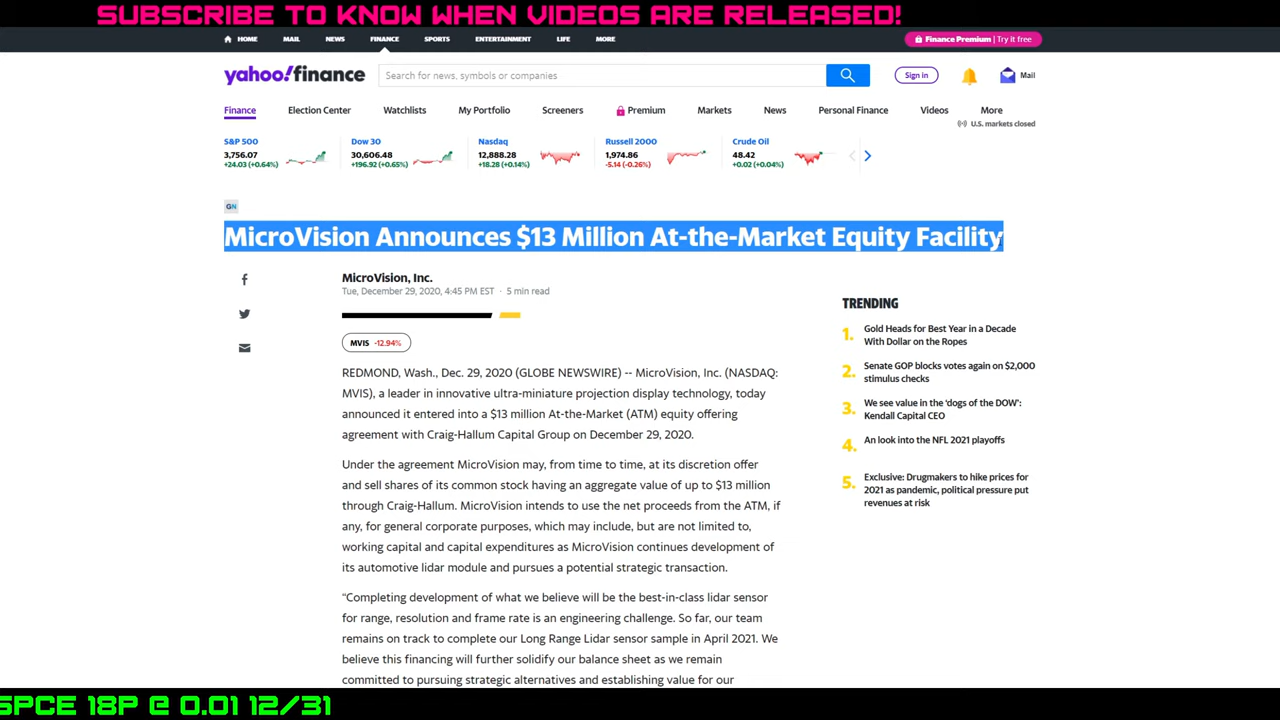 SUBSCRIBE TO KNOW WHEN VIDEOS ARE RELEASED!
HOME MAIL NEWS FINANCE SPORTS ENTERTAINMENT LIFE MORE Finance Premium | Try it free
yahoo!finance Search for news, symbols or companies Sign in Mail
Finance Election Center Watchlists My Portfolio Screeners Premium Markets News Personal Finance Videos More
U.S. markets closed
S&P 500 Dow 30 Nasdaq Russell 2000 Crude Oil
3,756.07 30,606.48 12,888.28 1,974.86 48.42
+24.03 (+0.64%) +196.92 (+0.65%) +18.28 (+0.14%) -5.14 (-0.26%) +0.02 (+0.04%)
GN
MicroVision Announces $13 Million At-the-Market Equity Facility
MicroVision, Inc.
Tue, December 29, 2020, 4:45 PM EST · 5 min read
MVIS -12.94%
REDMOND, Wash., Dec. 29, 2020 (GLOBE NEWSWIRE) -- MicroVision, Inc. (NASDAQ:
MVIS), a leader in innovative ultra-miniature projection display technology, today
announced it entered into a $13 million At-the-Market (ATM) equity offering
agreement with Craig-Hallum Capital Group on December 29, 2020.
Under the agreement MicroVision may, from time to time, at its discretion offer
and sell shares of its common stock having an aggregate value of up to $13 million
through Craig-Hallum. MicroVision intends to use the net proceeds from the ATM, if
any, for general corporate purposes, which may include, but are not limited to,
working capital and capital expenditures as MicroVision continues development of
its automotive lidar module and pursues a potential strategic transaction.
“Completing development of what we believe will be the best-in-class lidar sensor
for range, resolution and frame rate is an engineering challenge. So far, our team
remains on track to complete our Long Range Lidar sensor sample in April 2021. We
believe this financing will further solidify our balance sheet as we remain
committed to pursuing strategic alternatives and establishing value for our
TRENDING
1. Gold Heads for Best Year in a Decade
With Dollar on the Ropes
2. Senate GOP blocks votes again on $2,000
stimulus checks
3. We see value in the 'dogs of the DOW':
Kendall Capital CEO
4. An look into the NFL 2021 playoffs
5. Exclusive: Drugmakers to hike prices for
2021 as pandemic, political pressure put
revenues at risk
SPCE 18P @ 0.01 12/31